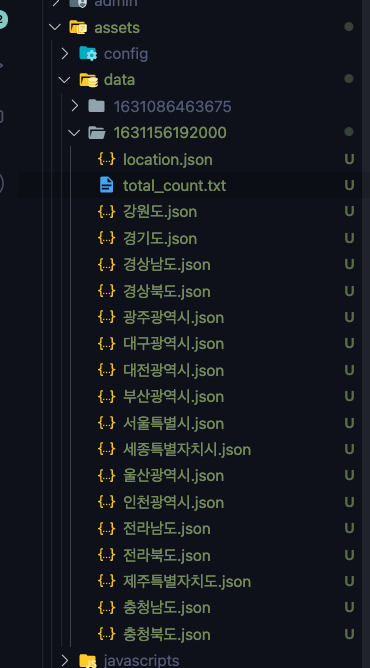 admin
assets
config
data
1631086463675
1631156192000
{..} location.json U
total_count.txt U
{..} 강원도.json U
{..} 경기도.json U
{..} 경상남도.json U
{..} 경상북도.json U
{..} 광주광역시.json U
{..} 대구광역시.json U
{..} 대전광역시.json U
{..} 부산광역시.json U
{..} 서울특별시.json U
{..} 세종특별자치시.json U
{..} 울산광역시.json U
{..} 인천광역시.json U
{..} 전라남도.json U
{..} 전라북도.json U
{..} 제주특별자치도.json U
{..} 충청남도.json U
{..} 충청북도.json U
javascripts